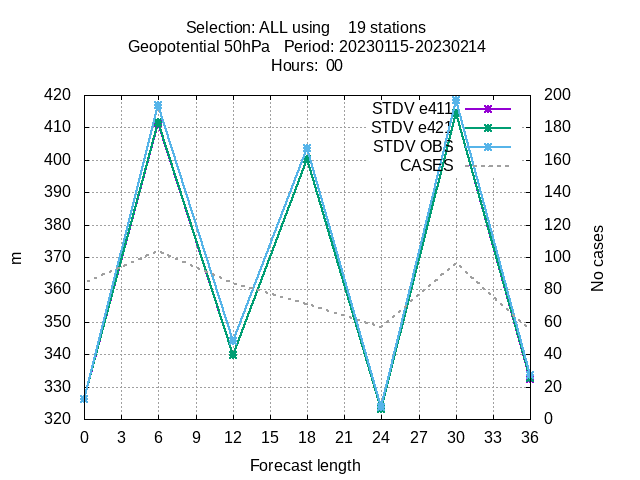 Selection: ALL using 19 stations
Geopotential 50hPa Period: 20230115-20230214
Hours: 00
STDV e411
STDV e421
STDV OBS
CASES
420
410
400
390
380
370
360
350
340
330
320
200
180
160
140
120
100
80
60
40
20
0
m
No cases
0 3 6 9 12 15 18 21 24 27 30 33 36
Forecast length